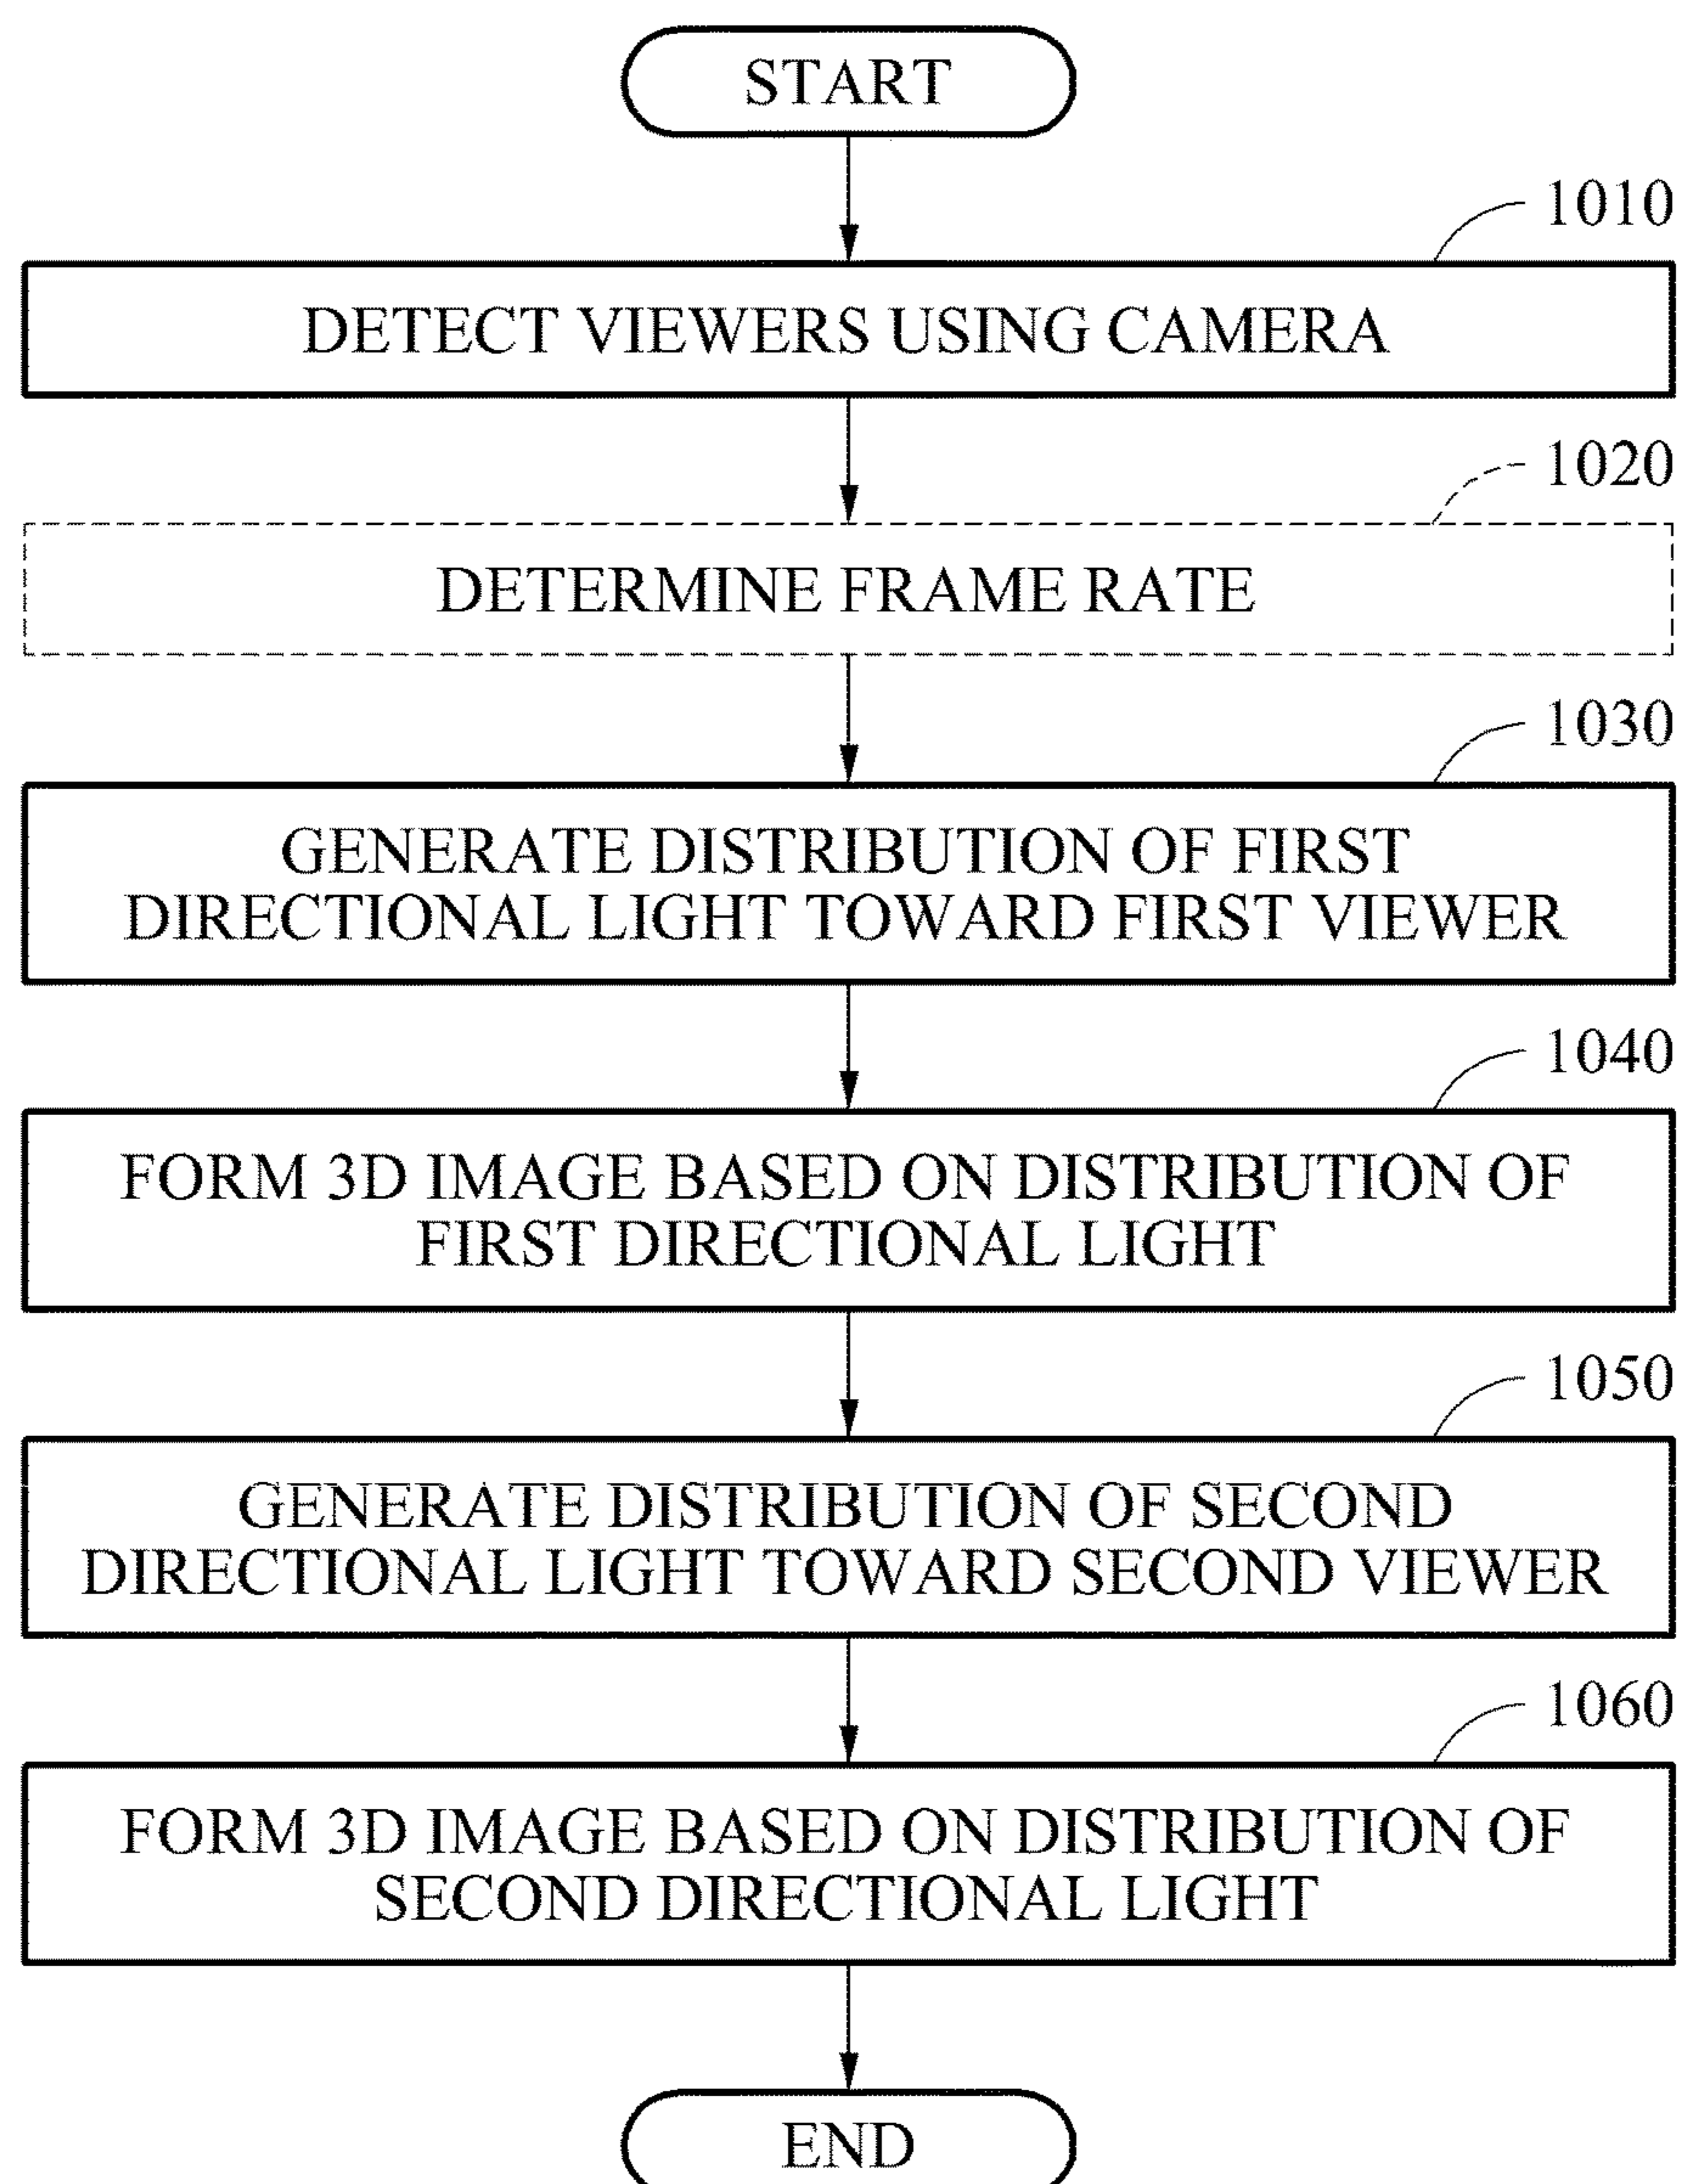 START
1010
DETECT VIEWERS USING CAMERA
1020
DETERMINE FRAME RATE
1030
GENERATE DISTRIBUTION OF FIRST
DIRECTIONAL LIGHT TOWARD FIRST VIEWER
1040
FORM 3D IMAGE BASED ON DISTRIBUTION OF
FIRST DIRECTIONAL LIGHT
1050
GENERATE DISTRIBUTION OF SECOND
DIRECTIONAL LIGHT TOWARD SECOND VIEWER
1060
FORM 3D IMAGE BASED ON DISTRIBUTION OF
SECOND DIRECTIONAL LIGHT
END